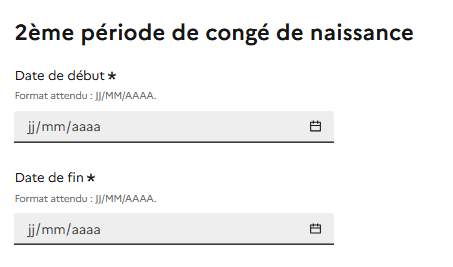 2ème période de congé de naissance
Date de début *
Format attendu : JJ/MM/AAAA.
jj/mm/aaaa
Date de fin *
Format attendu : JJ/MM/AAAA.
jj/mm/aaaa